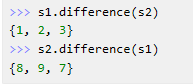 >>> s1.difference(s2)
{1, 2, 3}
>>> s2.difference(s1)
{8, 9, 7}